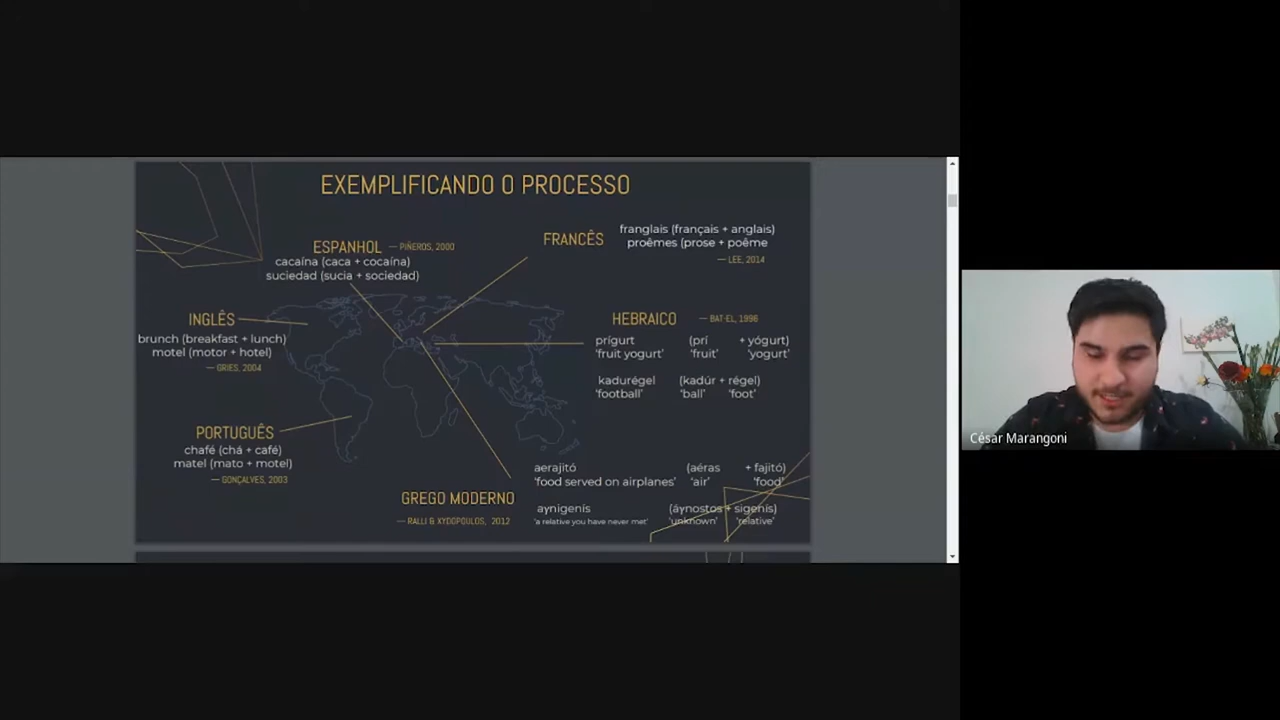 EXEMPLIFICANDO O PROCESSO
ESPANHOL — PIÑEROS, 2000
cacaína (caca + cocaína)
suciedad (sucia + sociedad)
FRANCÊS
franglais (français + anglais)
proêmes (prose + poême
— LEE, 2014
INGLÊS
brunch (breakfast + lunch)
motel (motor + hotel)
— GRIES, 2004
HEBRAICO — BAT-EL, 1996
prígurt (prí + yógurt)
'fruit yogurt' 'fruit' 'yogurt'
kadurégel (kadúr + régel)
'football' 'ball' 'foot'
PORTUGUÊS
chafé (chá + café)
matel (mato + motel)
— GONÇALVES, 2003
GREGO MODERNO
— RALLI & XYDOPOULOS, 2012
aerajitó (aéras + fajitó)
'food served on airplanes' 'air' 'food'
aγnigenís (áγnostos + sigenís)
'a relative you have never met' 'unknown' 'relative'
César Marangoni